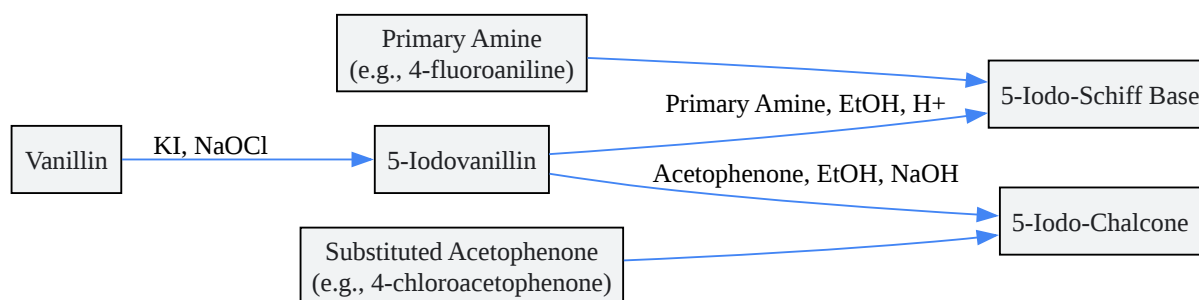 Primary Amine
(e.g., 4-fluoroaniline)
5-Iodo-Schiff Base
Primary Amine, EtOH, H+
Vanillin
KI, NaOCl
5-Iodovanillin
Acetophenone, EtOH, NaOH
5-Iodo-Chalcone
Substituted Acetophenone
(e.g., 4-chloroacetophenone)